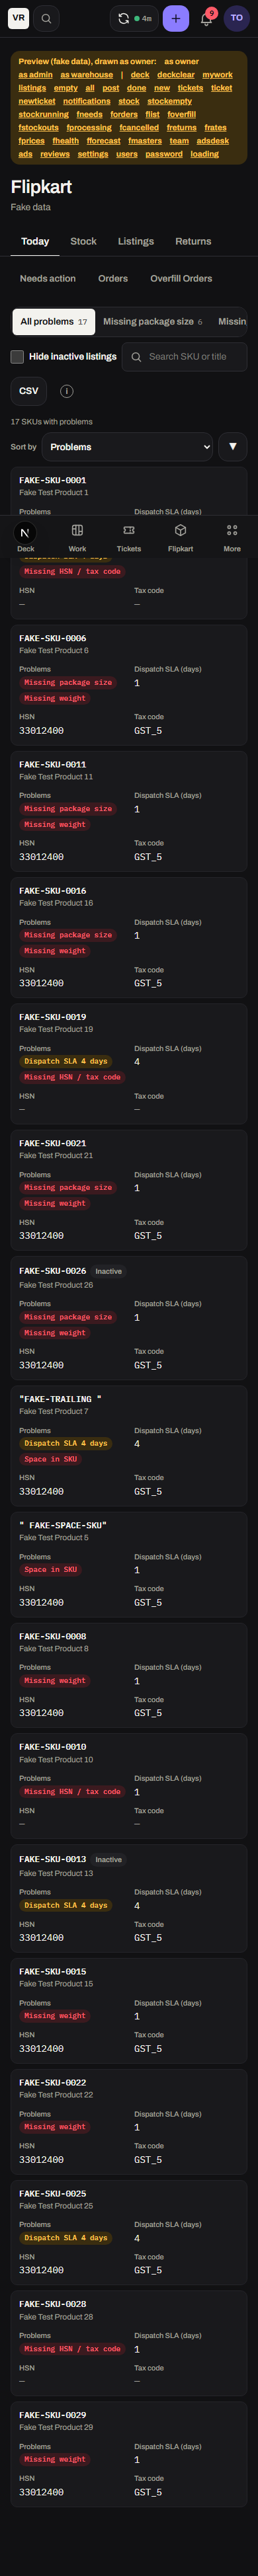 VR 4m 9 TO
Preview (fake data), drawn as owner: as owner
as admin as warehouse | deck deckclear mywork
listings empty all post done new tickets ticket
newticket notifications stock stockempty
stockrunning fneeds forders flist foverfill
fstockouts fprocessing fcancelled freturns frates
fprices fhealth fforecast fmasters team adsdesk
ads reviews settings users password loading
Flipkart
Fake data
Today Stock Listings Returns
Needs action Orders Overfill Orders
All problems 17 Missing package size 6 Missin
Hide inactive listings Search SKU or title
CSV i
17 SKUs with problems
Sort by Problems ▼
FAKE-SKU-0001
Fake Test Product 1
Problems Dispatch SLA (days)
N
Deck Work Tickets Flipkart More
Missing HSN / tax code
HSN Tax code
— —
FAKE-SKU-0006
Fake Test Product 6
Problems Dispatch SLA (days)
Missing package size 1
Missing weight
HSN Tax code
33012400 GST_5
FAKE-SKU-0011
Fake Test Product 11
Problems Dispatch SLA (days)
Missing package size 1
Missing weight
HSN Tax code
33012400 GST_5
FAKE-SKU-0016
Fake Test Product 16
Problems Dispatch SLA (days)
Missing package size 1
Missing weight
HSN Tax code
33012400 GST_5
FAKE-SKU-0019
Fake Test Product 19
Problems Dispatch SLA (days)
Dispatch SLA 4 days 4
Missing HSN / tax code
HSN Tax code
— —
FAKE-SKU-0021
Fake Test Product 21
Problems Dispatch SLA (days)
Missing package size 1
Missing weight
HSN Tax code
33012400 GST_5
FAKE-SKU-0026 Inactive
Fake Test Product 26
Problems Dispatch SLA (days)
Missing package size 1
Missing weight
HSN Tax code
33012400 GST_5
"FAKE-TRAILING "
Fake Test Product 7
Problems Dispatch SLA (days)
Dispatch SLA 4 days 4
Space in SKU
HSN Tax code
33012400 GST_5
" FAKE-SPACE-SKU"
Fake Test Product 5
Problems Dispatch SLA (days)
Space in SKU 1
HSN Tax code
33012400 GST_5
FAKE-SKU-0008
Fake Test Product 8
Problems Dispatch SLA (days)
Missing weight 1
HSN Tax code
33012400 GST_5
FAKE-SKU-0010
Fake Test Product 10
Problems Dispatch SLA (days)
Missing HSN / tax code 1
HSN Tax code
— —
FAKE-SKU-0013 Inactive
Fake Test Product 13
Problems Dispatch SLA (days)
Dispatch SLA 4 days 4
HSN Tax code
33012400 GST_5
FAKE-SKU-0015
Fake Test Product 15
Problems Dispatch SLA (days)
Missing weight 1
HSN Tax code
33012400 GST_5
FAKE-SKU-0022
Fake Test Product 22
Problems Dispatch SLA (days)
Missing weight 1
HSN Tax code
33012400 GST_5
FAKE-SKU-0025
Fake Test Product 25
Problems Dispatch SLA (days)
Dispatch SLA 4 days 4
HSN Tax code
33012400 GST_5
FAKE-SKU-0028
Fake Test Product 28
Problems Dispatch SLA (days)
Missing HSN / tax code 1
HSN Tax code
— —
FAKE-SKU-0029
Fake Test Product 29
Problems Dispatch SLA (days)
Missing weight 1
HSN Tax code
33012400 GST_5